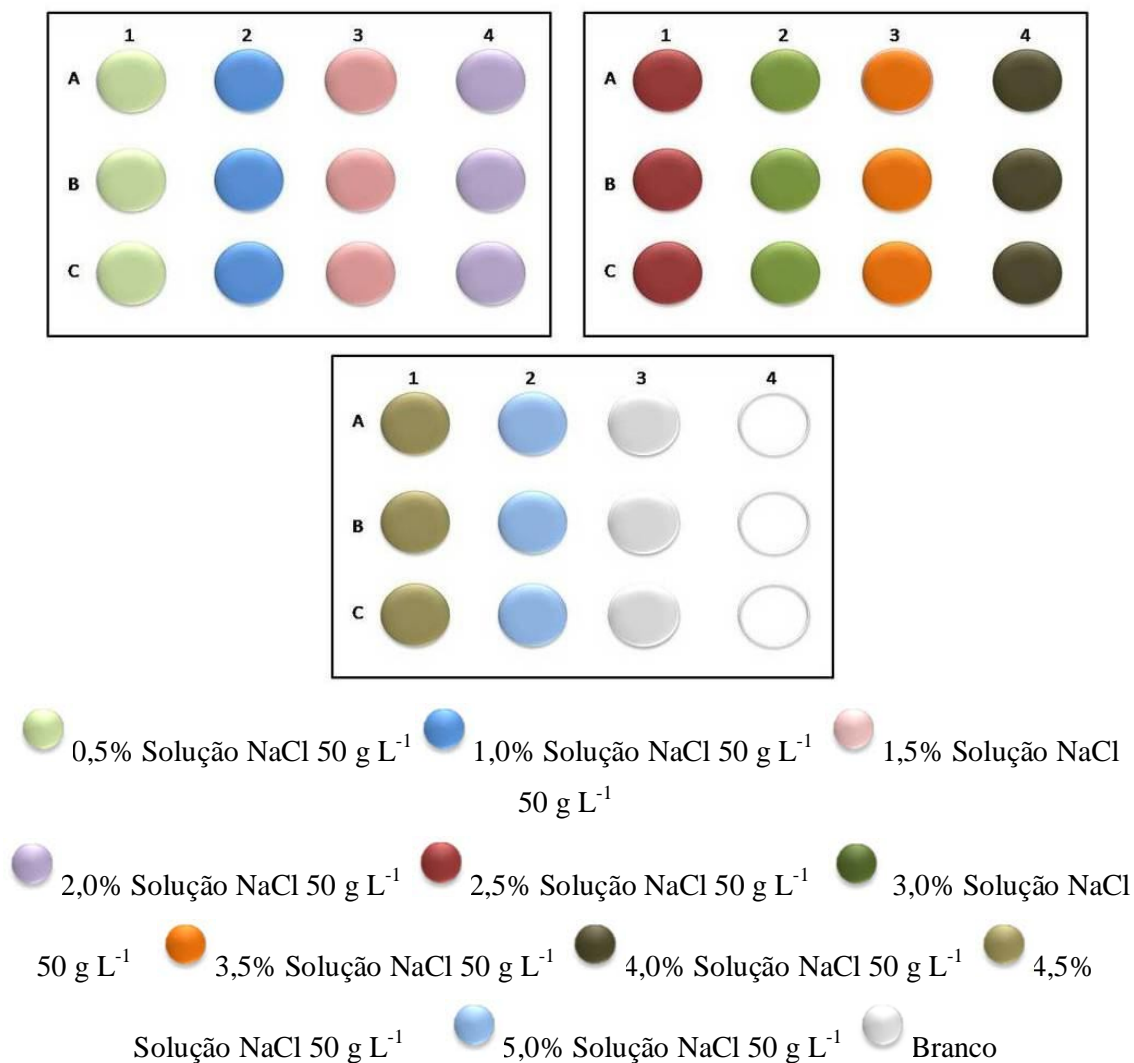 1 2 3 4
A
B
C
1 2 3 4
A
B
C
1 2 3 4
A
B
C
0,5% Solução NaCl 50 g L-1 1,0% Solução NaCl 50 g L-1 1,5% Solução NaCl
50 g L-1
2,0% Solução NaCl 50 g L-1 2,5% Solução NaCl 50 g L-1 3,0% Solução NaCl
50 g L-1 3,5% Solução NaCl 50 g L-1 4,0% Solução NaCl 50 g L-1 4,5%
Solução NaCl 50 g L-1 5,0% Solução NaCl 50 g L-1 Branco